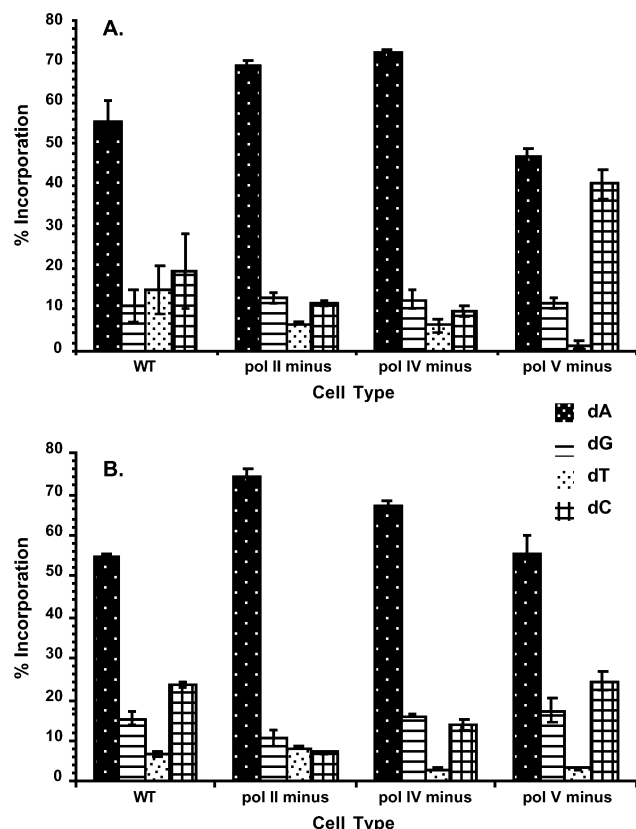 A.
80
70
60
50
40
30
20
10
0
% Incorporation
WT pol II minus pol IV minus pol V minus
Cell Type
dA
dG
dT
dC
B.
80
70
60
50
40
30
20
10
0
% Incorporation
WT pol II minus pol IV minus pol V minus
Cell Type